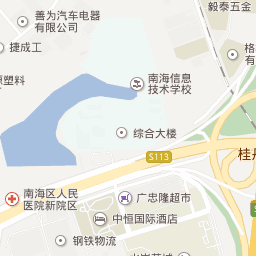 善为汽车电器
有限公司
毅泰五金
捷成工
格
有
塑料
南海信息
技术学校
综合大楼
S113
桂丹
南海区人民
医院新院区
广忠隆超市
中恒国际酒店
钢铁物流